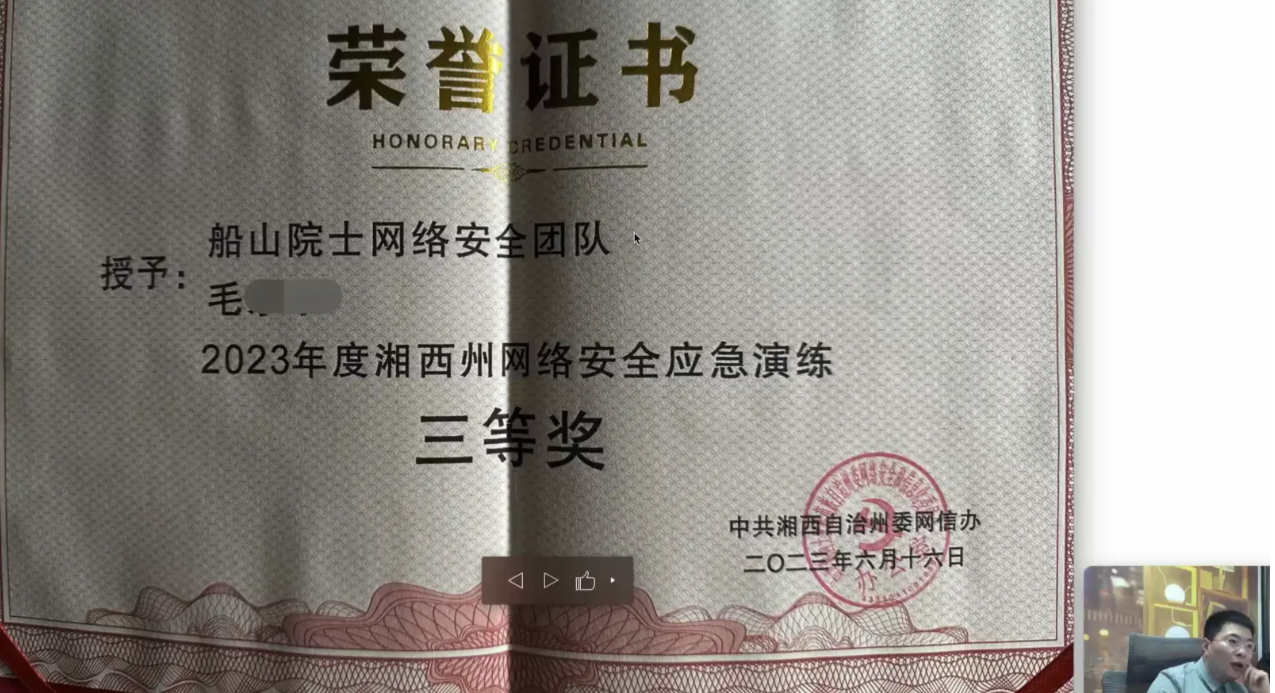 荣誉证书
HONORARY CREDENTIAL
授予：
船山院士网络安全团队
毛
2023年度湘西州网络安全应急演练
三等奖
中共湘西自治州委网信办
二〇二三年六月十六日